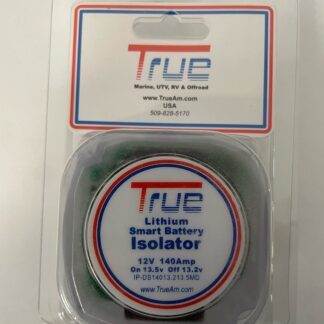 True
Marine, UTV, RV & Offroad
www.TrueAm.com
USA
509-828-5170
True
Lithium
Smart Battery
Isolator
12V 140Amp
On 13.5v Off 13.2v
IP-DS14013.213.5MD
www.TrueAm.com